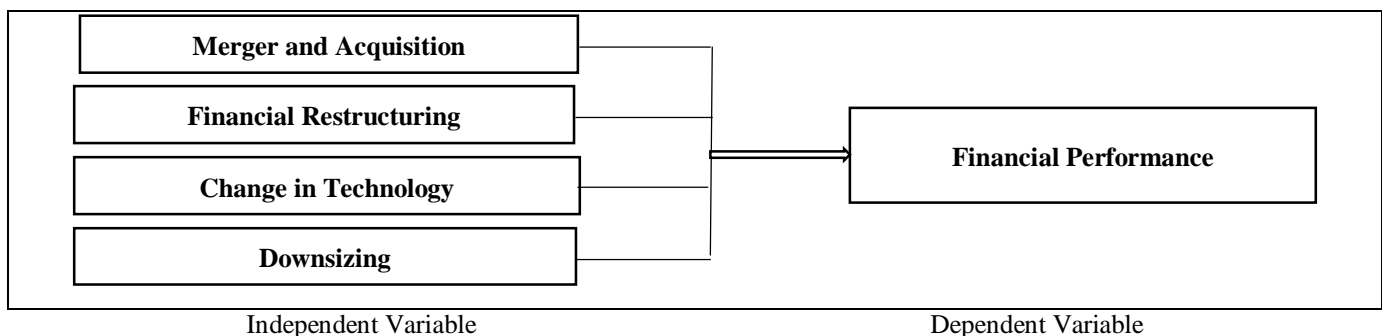 Merger and Acquisition
Financial Restructuring
Change in Technology
Downsizing
Financial Performance
Independent Variable
Dependent Variable